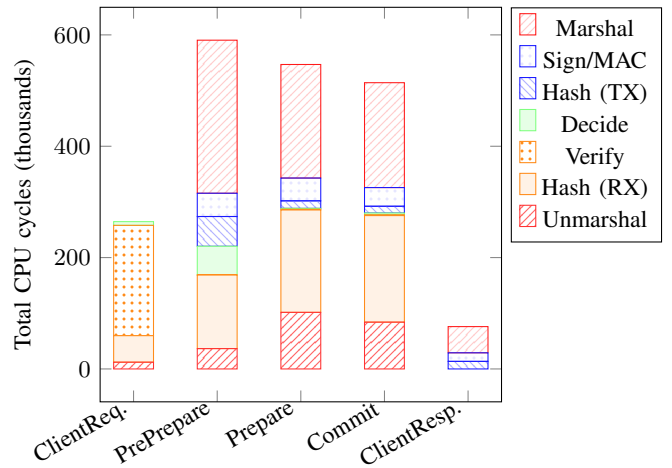 Total CPU cycles (thousands)
600
400
200
0
ClientReq.
PrePrepare
Prepare
Commit
ClientResp.
Marshal
Sign/MAC
Hash (TX)
Decide
Verify
Hash (RX)
Unmarshal